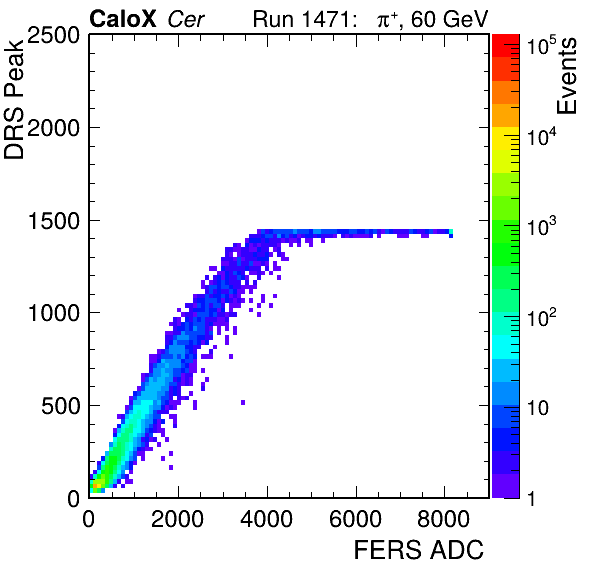 CaloX Cer Run 1471: π⁺, 60 GeV
DRS Peak
2500
2000
1500
1000
500
0
0 2000 4000 6000 8000
FERS ADC
Events
10⁵
10⁴
10³
10²
10
1